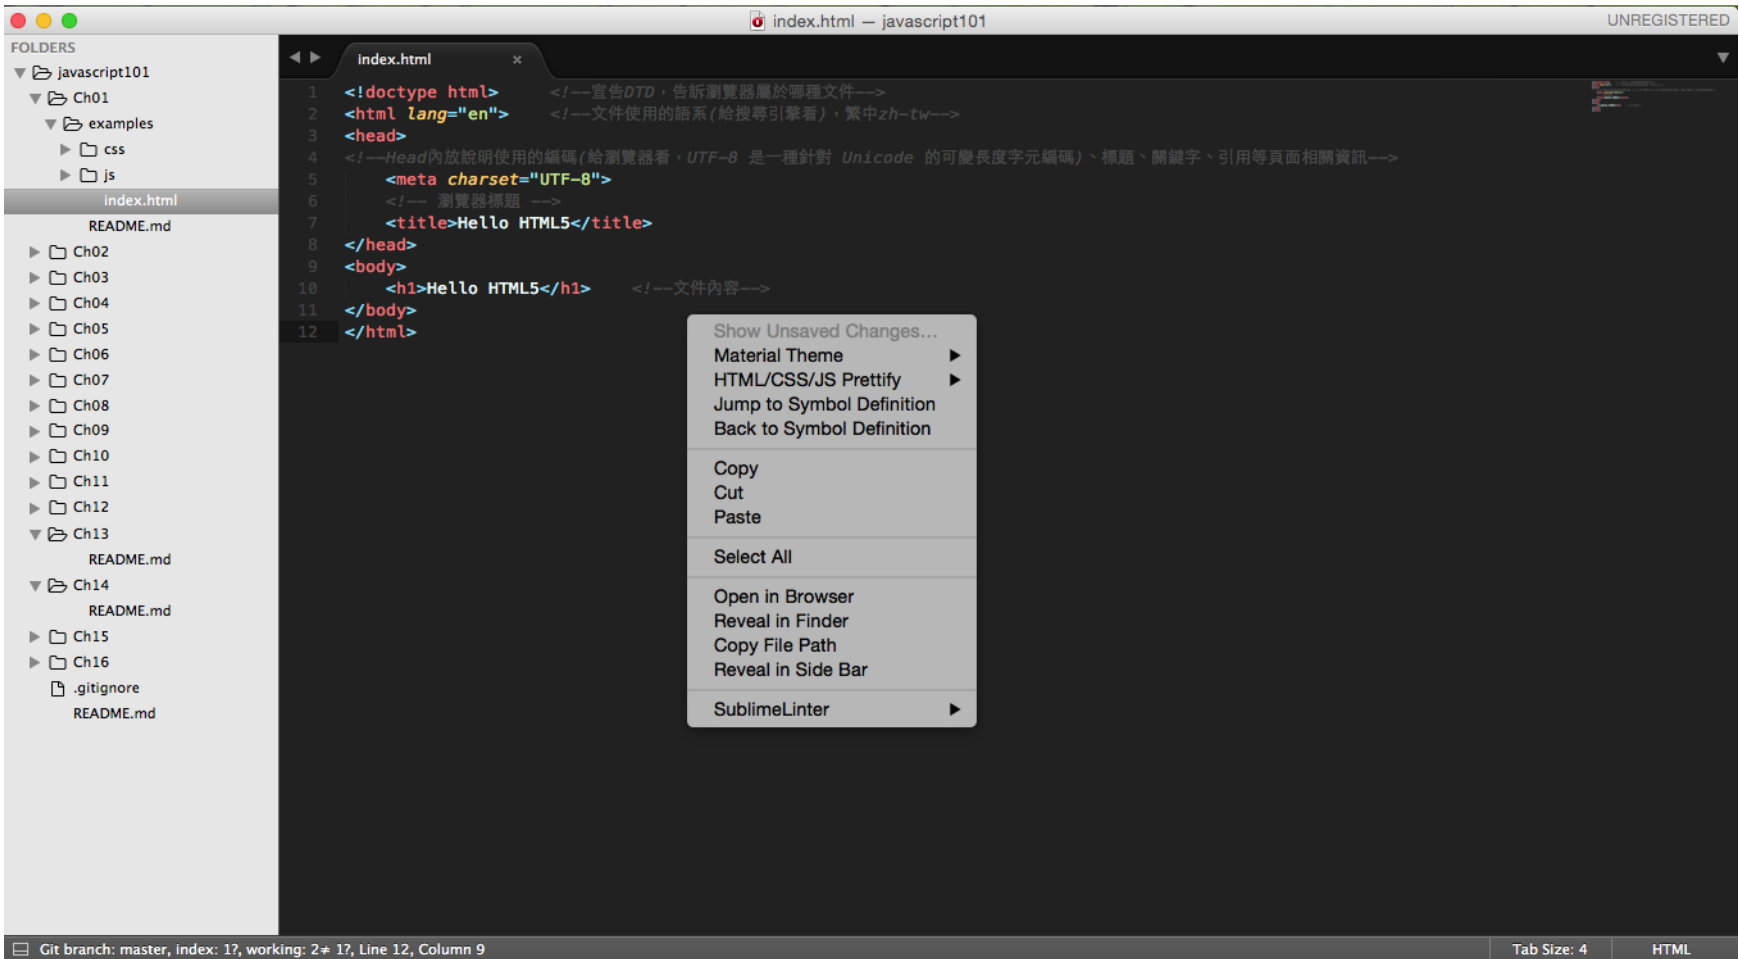 index.html — javascript101
UNREGISTERED
FOLDERS
javascript101
Ch01
examples
css
js
index.html
README.md
Ch02
Ch03
Ch04
Ch05
Ch06
Ch07
Ch08
Ch09
Ch10
Ch11
Ch12
Ch13
README.md
Ch14
README.md
Ch15
Ch16
.gitignore
README.md
index.html ×
1 <!doctype html> <!--宣告DTD，告訴瀏覽器屬於哪種文件-->
2 <html lang="en"> <!--文件使用的語系(給搜尋引擎看)，繁中zh-tw-->
3 <head>
4 <!--Head內放說明使用的編碼(給瀏覽器看，UTF-8 是一種針對 Unicode 的可變長度字元編碼)、標題、關鍵字、引用等頁面相關資訊-->
5 <meta charset="UTF-8">
6 <!-- 瀏覽器標題 -->
7 <title>Hello HTML5</title>
8 </head>
9 <body>
10 <h1>Hello HTML5</h1> <!--文件內容-->
11 </body>
12 </html>
Show Unsaved Changes...
Material Theme
HTML/CSS/JS Prettify
Jump to Symbol Definition
Back to Symbol Definition
Copy
Cut
Paste
Select All
Open in Browser
Reveal in Finder
Copy File Path
Reveal in Side Bar
SublimeLinter
Git branch: master, index: 1?, working: 2≠ 1?, Line 12, Column 9
Tab Size: 4
HTML